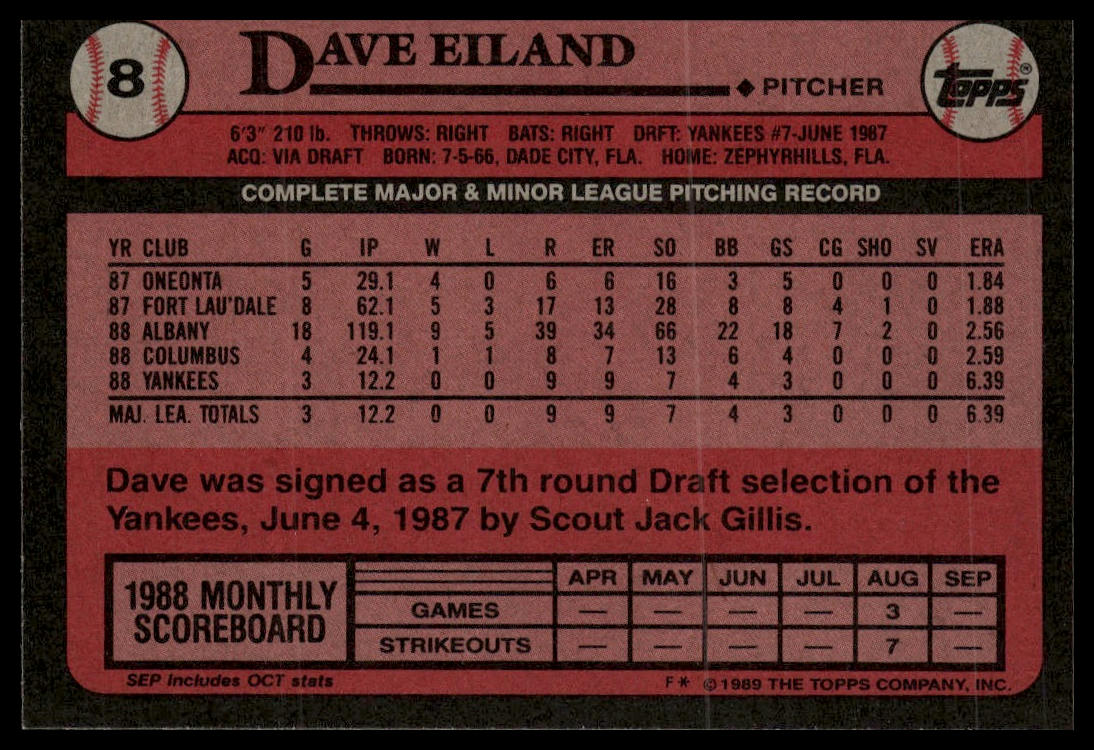 8
DAVE EILAND
◆ PITCHER
TOPPS®
6'3" 210 lb. THROWS: RIGHT BATS: RIGHT DRFT: YANKEES #7-JUNE 1987
ACQ: VIA DRAFT BORN: 7-5-66, DADE CITY, FLA. HOME: ZEPHYRHILLS, FLA.
COMPLETE MAJOR & MINOR LEAGUE PITCHING RECORD
YR CLUB G IP W L R ER SO BB GS CG SHO SV ERA
87 ONEONTA 5 29.1 4 0 6 6 16 3 5 0 0 0 1.84
87 FORT LAU'DALE 8 62.1 5 3 17 13 28 8 8 4 1 0 1.88
88 ALBANY 18 119.1 9 5 39 34 66 22 18 7 2 0 2.56
88 COLUMBUS 4 24.1 1 1 8 7 13 6 4 0 0 0 2.59
88 YANKEES 3 12.2 0 0 9 9 7 4 3 0 0 0 6.39
MAJ. LEA. TOTALS 3 12.2 0 0 9 9 7 4 3 0 0 0 6.39
Dave was signed as a 7th round Draft selection of the
Yankees, June 4, 1987 by Scout Jack Gillis.
1988 MONTHLY
SCOREBOARD
APR MAY JUN JUL AUG SEP
GAMES — — — — 3 —
STRIKEOUTS — — — — 7 —
SEP Includes OCT stats
F* ©1989 THE TOPPS COMPANY, INC.